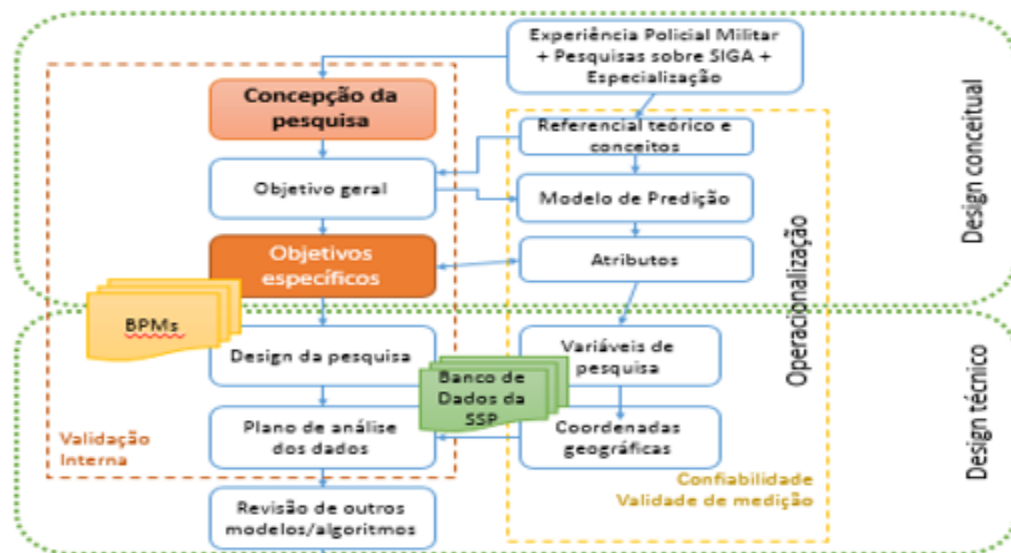 Experiência Policial Militar
+ Pesquisas sobre SIGA +
Especialização
Concepção da
pesquisa
Referencial teórico e
conceitos
Objetivo geral
Modelo de Predição
Objetivos
específicos
Atributos
Design conceitual
Operacionalização
BPMs
Design da pesquisa
Variáveis de
pesquisa
Banco de
Dados da
SSP
Plano de análise
dos dados
Coordenadas
geográficas
Validação
Interna
Confiabilidade
Validade de medição
Design técnico
Revisão de outros
modelos/algoritmos